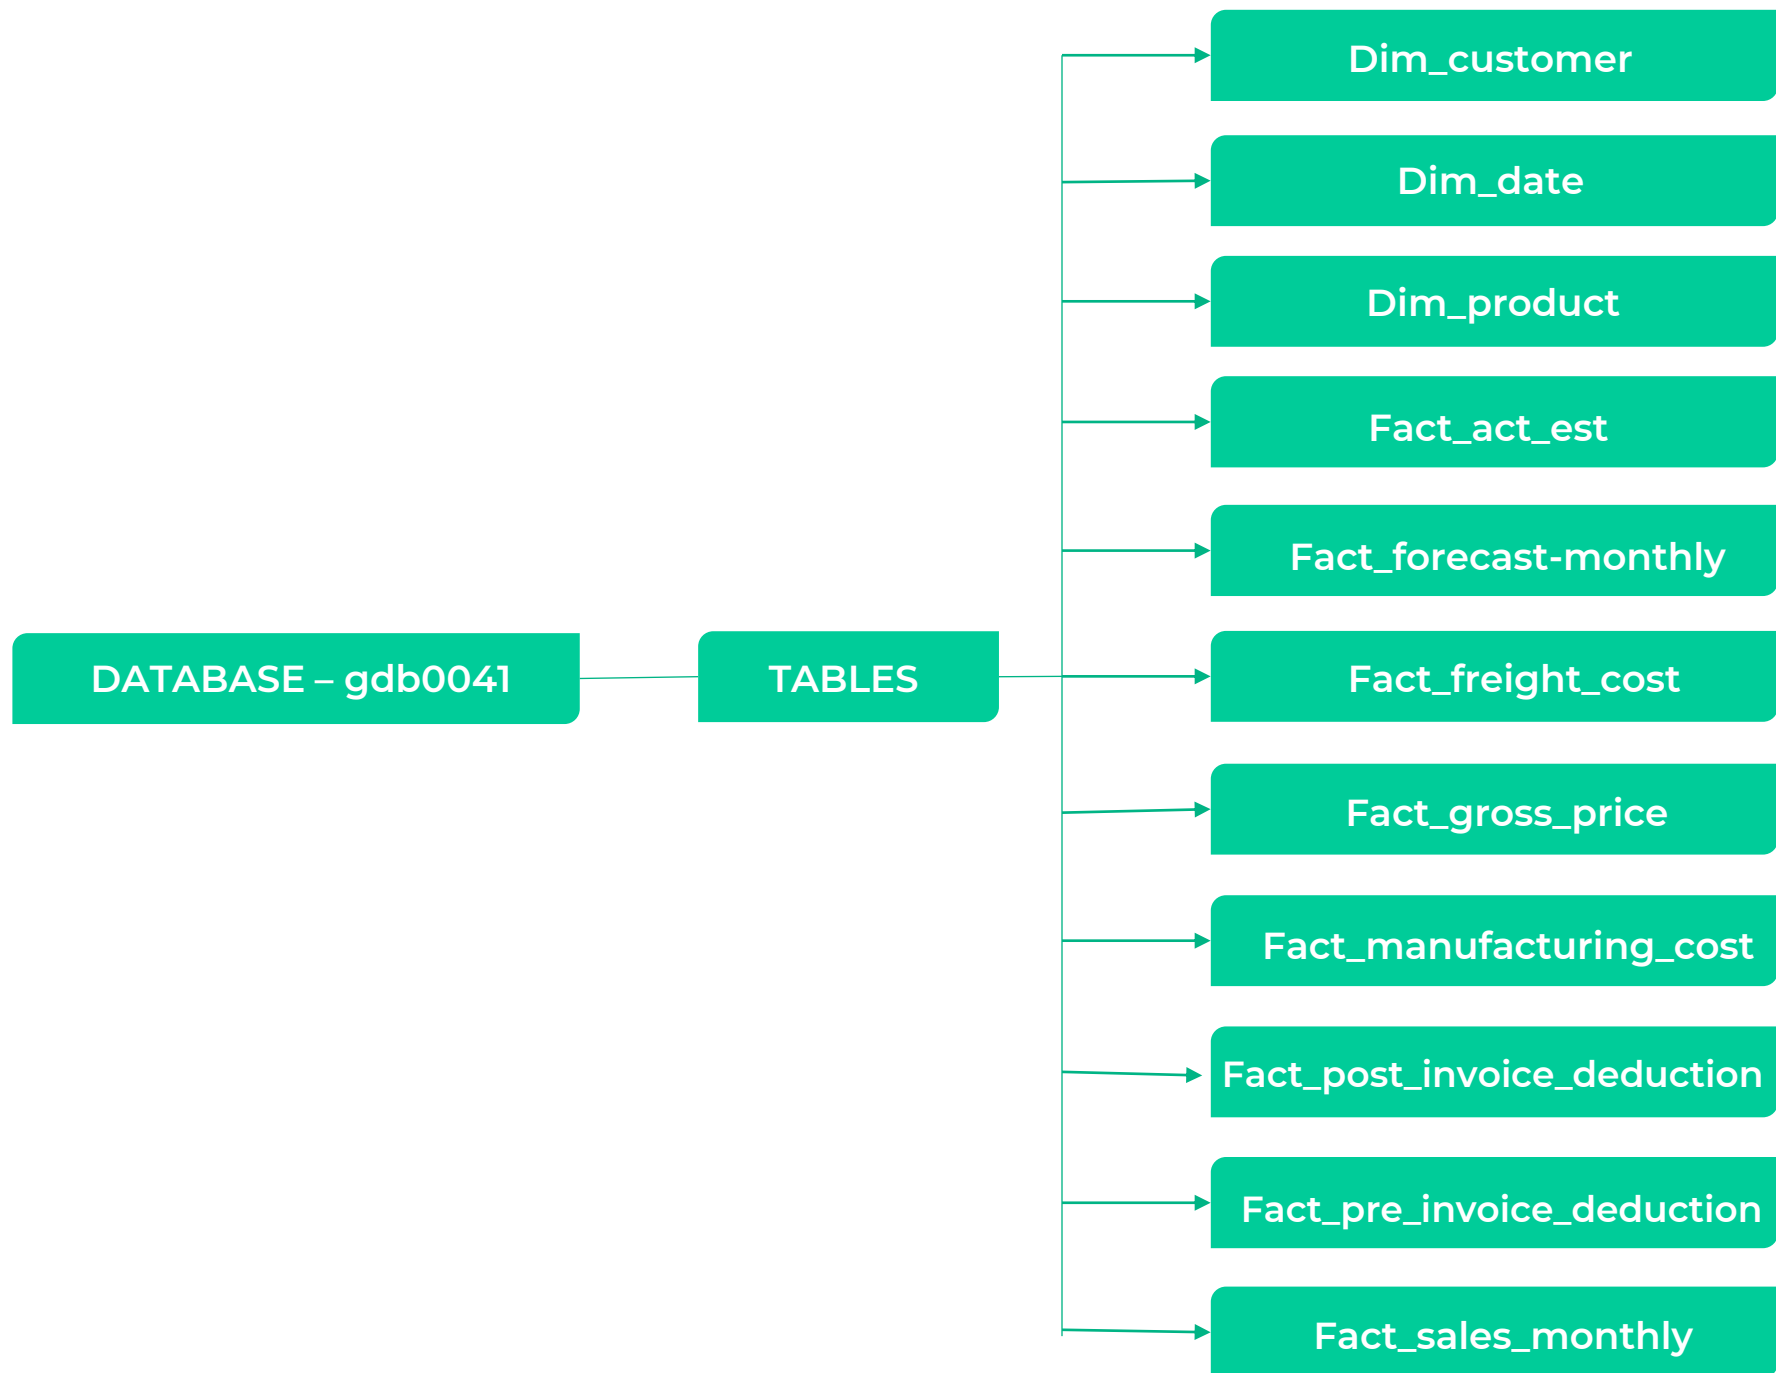 Dim_customer
Dim_date
Dim_product
Fact_act_est
Fact_forecast-monthly
DATABASE – gdb0041
TABLES
Fact_freight_cost
Fact_gross_price
Fact_manufacturing_cost
Fact_post_invoice_deduction
Fact_pre_invoice_deduction
Fact_sales_monthly